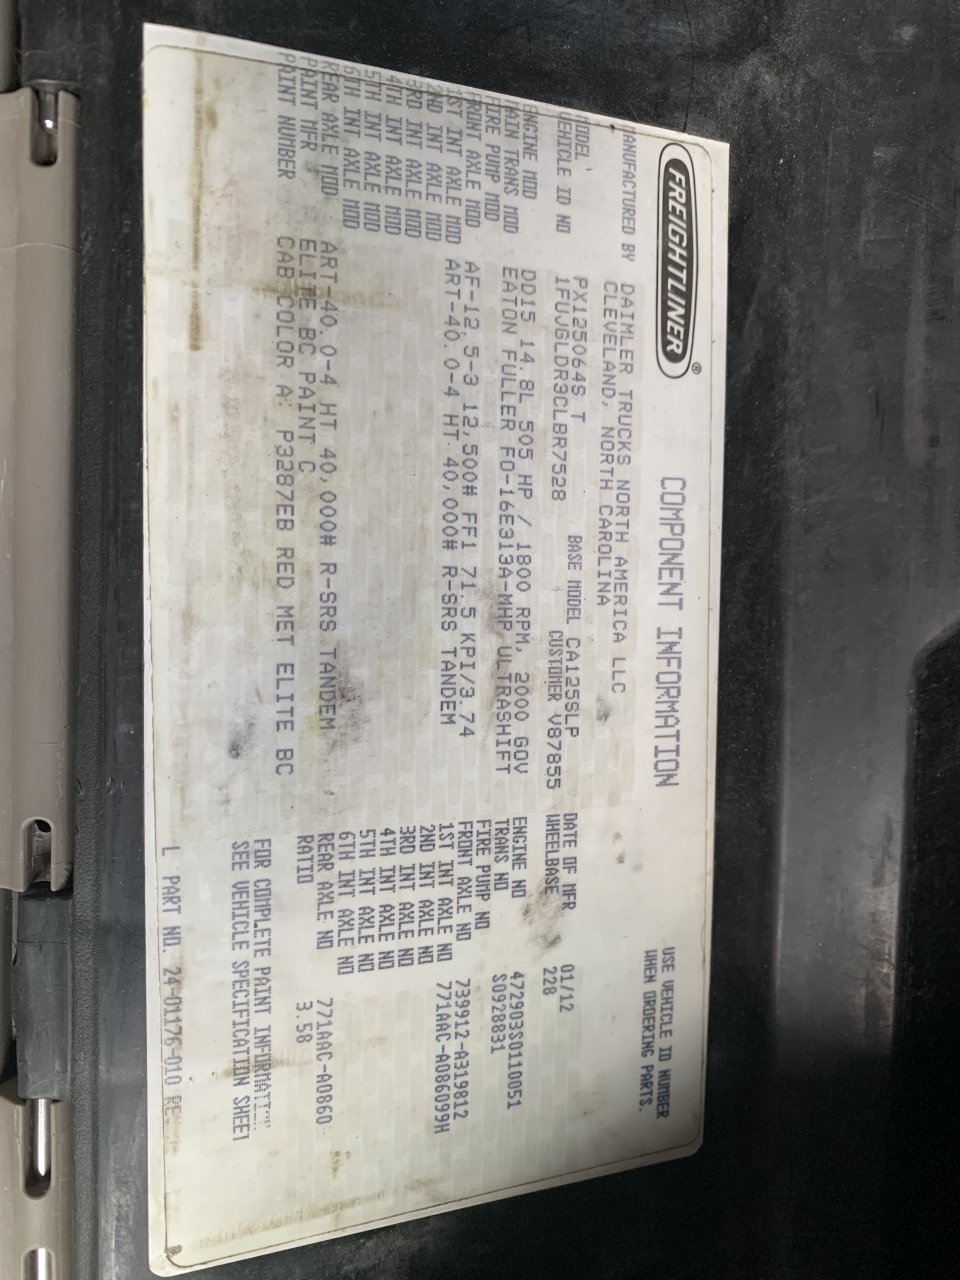 FREIGHTLINER®
COMPONENT INFORMATION
USE VEHICLE ID NUMBER
WHEN ORDERING PARTS.
MANUFACTURED BY DAIMLER TRUCKS NORTH AMERICA LLC
CLEVELAND, NORTH CAROLINA
MODEL PX125064S T BASE MODEL CA125SLP DATE OF MFR 01/12
VEHICLE ID NO 1FUJGLDR3CLBR7528 CUSTOMER V87855 WHEELBASE 228
ENGINE MOD DD15 14.8L 505 HP / 1800 RPM, 2000 GOV ENGINE NO 472903S0110051
MAIN TRANS MOD EATON FULLER FO-16E313A-MHP ULTRASHIFT TRANS NO S0928831
FIRE PUMP MOD FIRE PUMP NO
FRONT AXLE MOD AF-12.5-3 12,500# FF1 71.5 KPI/3.74 FRONT AXLE NO 739912-A319812
1ST INT AXLE MOD ART-40.0-4 HT 40,000# R-SRS TANDEM 1ST INT AXLE NO 771AAC-A086099H
2ND INT AXLE MOD 2ND INT AXLE NO
3RD INT AXLE MOD 3RD INT AXLE NO
4TH INT AXLE MOD 4TH INT AXLE NO
5TH INT AXLE MOD 5TH INT AXLE NO
6TH INT AXLE MOD 6TH INT AXLE NO
REAR AXLE MOD ART-40.0-4 HT 40,000# R-SRS TANDEM REAR AXLE NO 771AAC-A0860
PAINT MFR ELITE BC PAINT C RATIO 3.58
PAINT NUMBER CAB COLOR A: P3287EB RED MET ELITE BC
FOR COMPLETE PAINT INFORMATION
SEE VEHICLE SPECIFICATION SHEET
L PART NO. 24-01176-010 RE